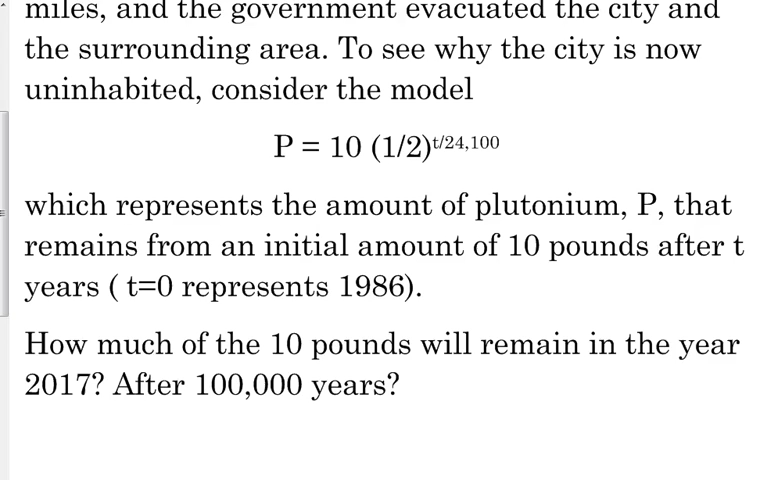 miles, and the government evacuated the city and
the surrounding area. To see why the city is now
uninhabited, consider the model
P = 10 (1/2)^t/24,100
which represents the amount of plutonium, P, that
remains from an initial amount of 10 pounds after t
years ( t=0 represents 1986).
How much of the 10 pounds will remain in the year
2017? After 100,000 years?